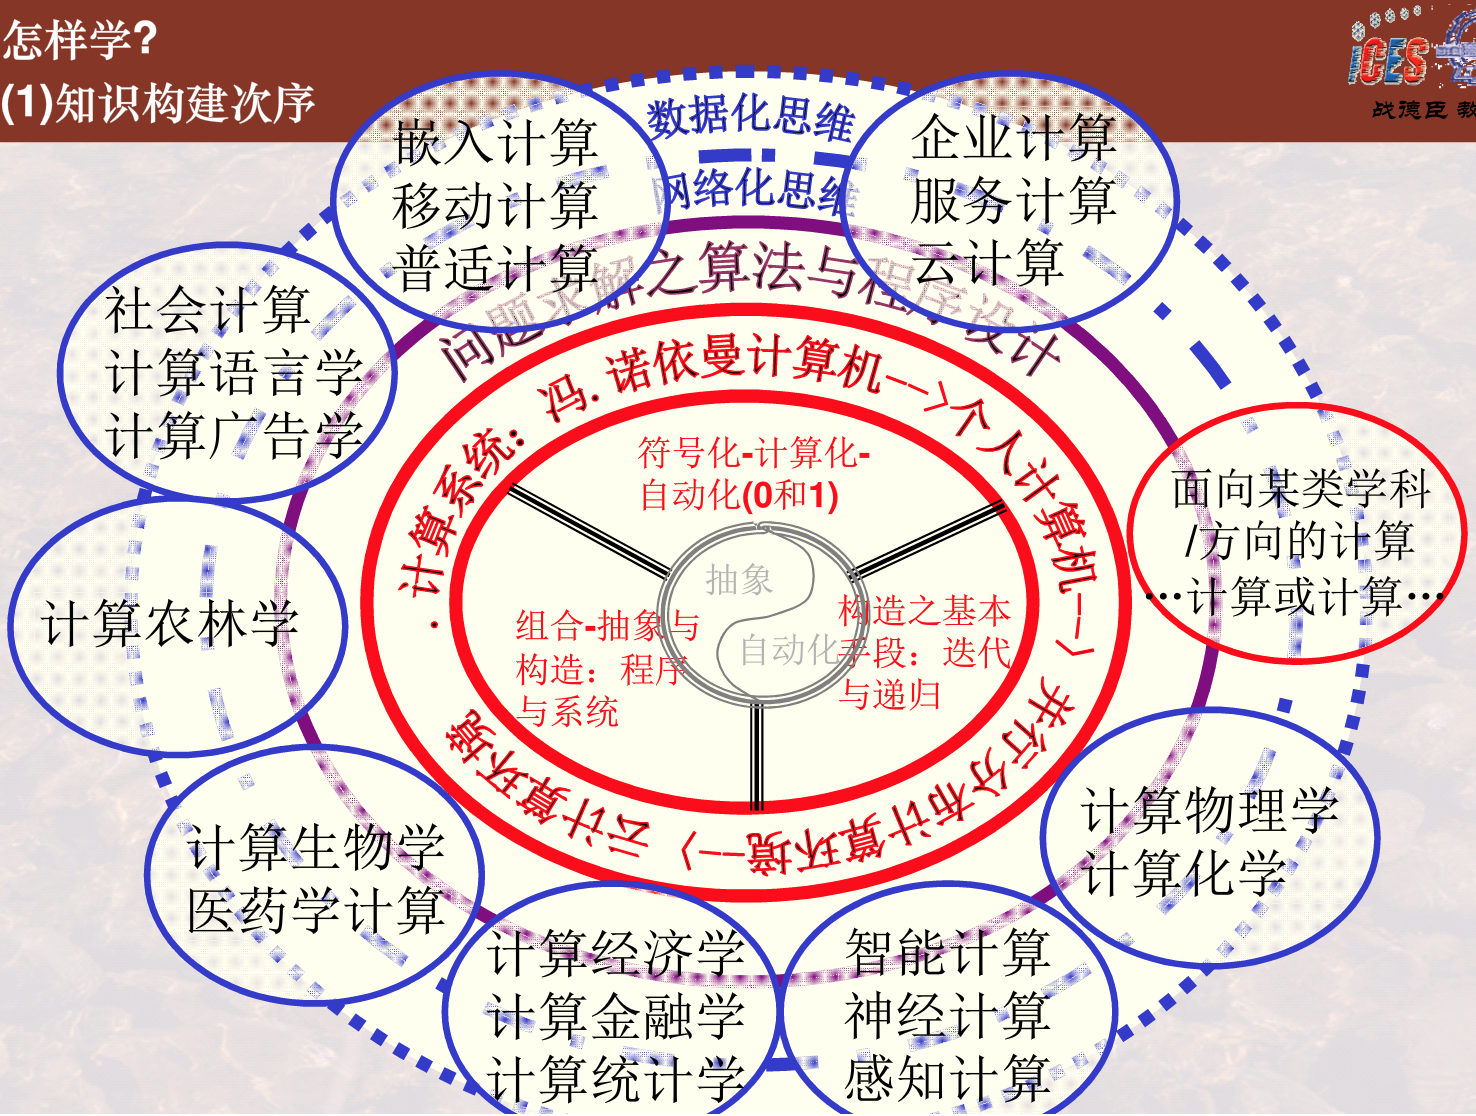 怎样学?
(1)知识构建次序
ICES
战德臣 教
数据化思维
网络化思维
问题求解之算法与程序设计
计算系统: 冯. 诺依曼计算机-->个人计算机--> 并行分布计算环境--> 云计算环境
嵌入计算
移动计算
普适计算
企业计算
服务计算
云计算
社会计算
计算语言学
计算广告学
面向某类学科
/方向的计算
…计算或计算…
符号化-计算化-
自动化(0和1)
抽象
自动化
组合-抽象与
构造：程序
与系统
构造之基本
手段：迭代
与递归
计算农林学
计算生物学
医药学计算
计算物理学
计算化学
计算经济学
计算金融学
计算统计学
智能计算
神经计算
感知计算